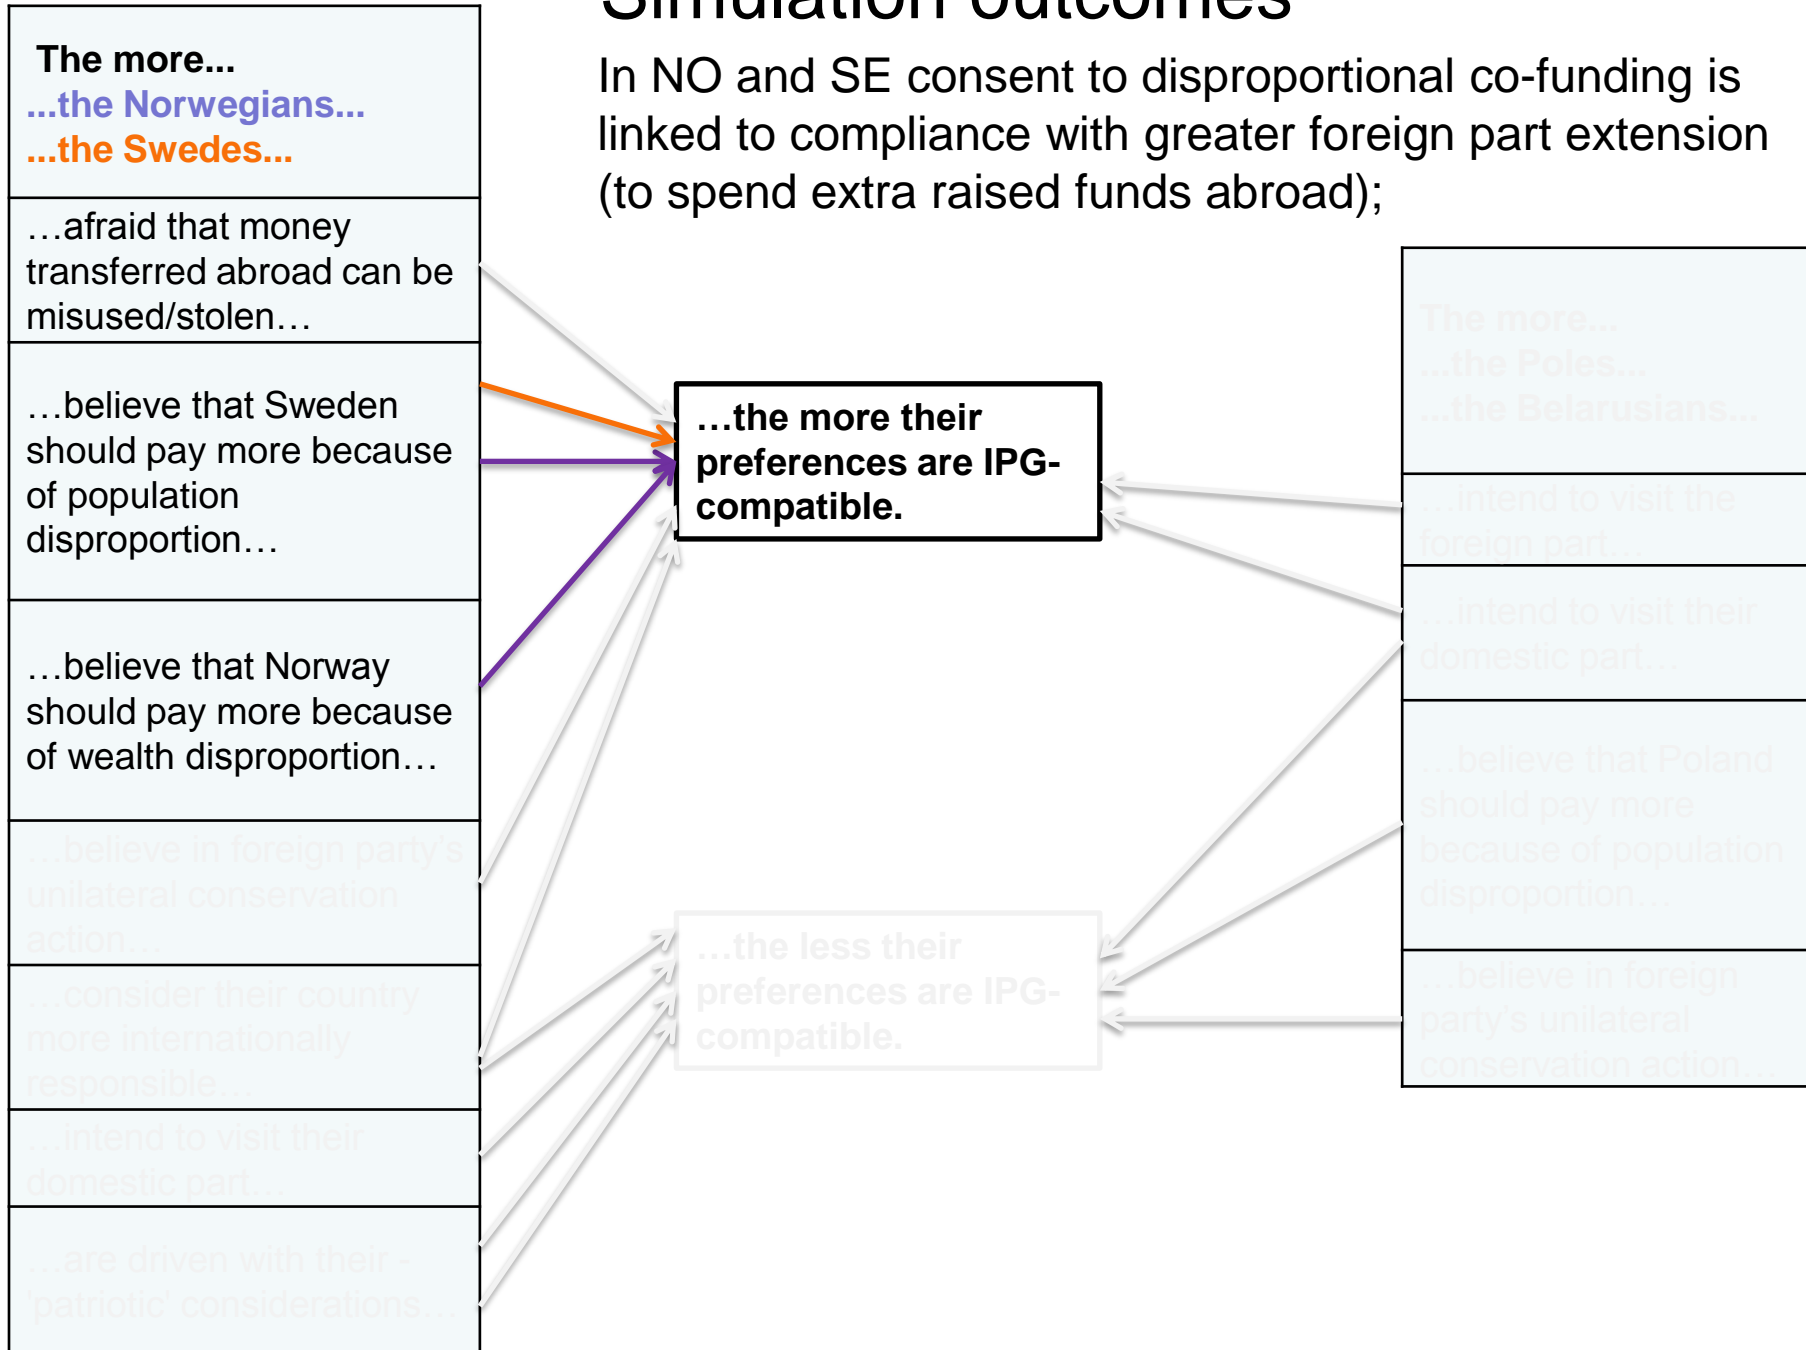 Simulation outcomes
In NO and SE consent to disproportional co-funding is
linked to compliance with greater foreign part extension
(to spend extra raised funds abroad);
The more...
...the Norwegians...
...the Swedes...
…afraid that money
transferred abroad can be
misused/stolen…
…believe that Sweden
should pay more because
of population
disproportion…
…believe that Norway
should pay more because
of wealth disproportion…
…believe in foreign party's
unilateral conservation
action…
…consider their country
more internationally
responsible…
…intend to visit their
domestic part…
…are driven with their -
'patriotic' considerations…
…the more their
preferences are IPG-
compatible.
…the less their
preferences are IPG-
compatible.
The more...
...the Poles...
...the Belarusians...
…intend to visit the
foreign part…
…intend to visit their
domestic part…
…believe that Poland
should pay more
because of population
disproportion…
…believe in foreign
party's unilateral
conservation action…